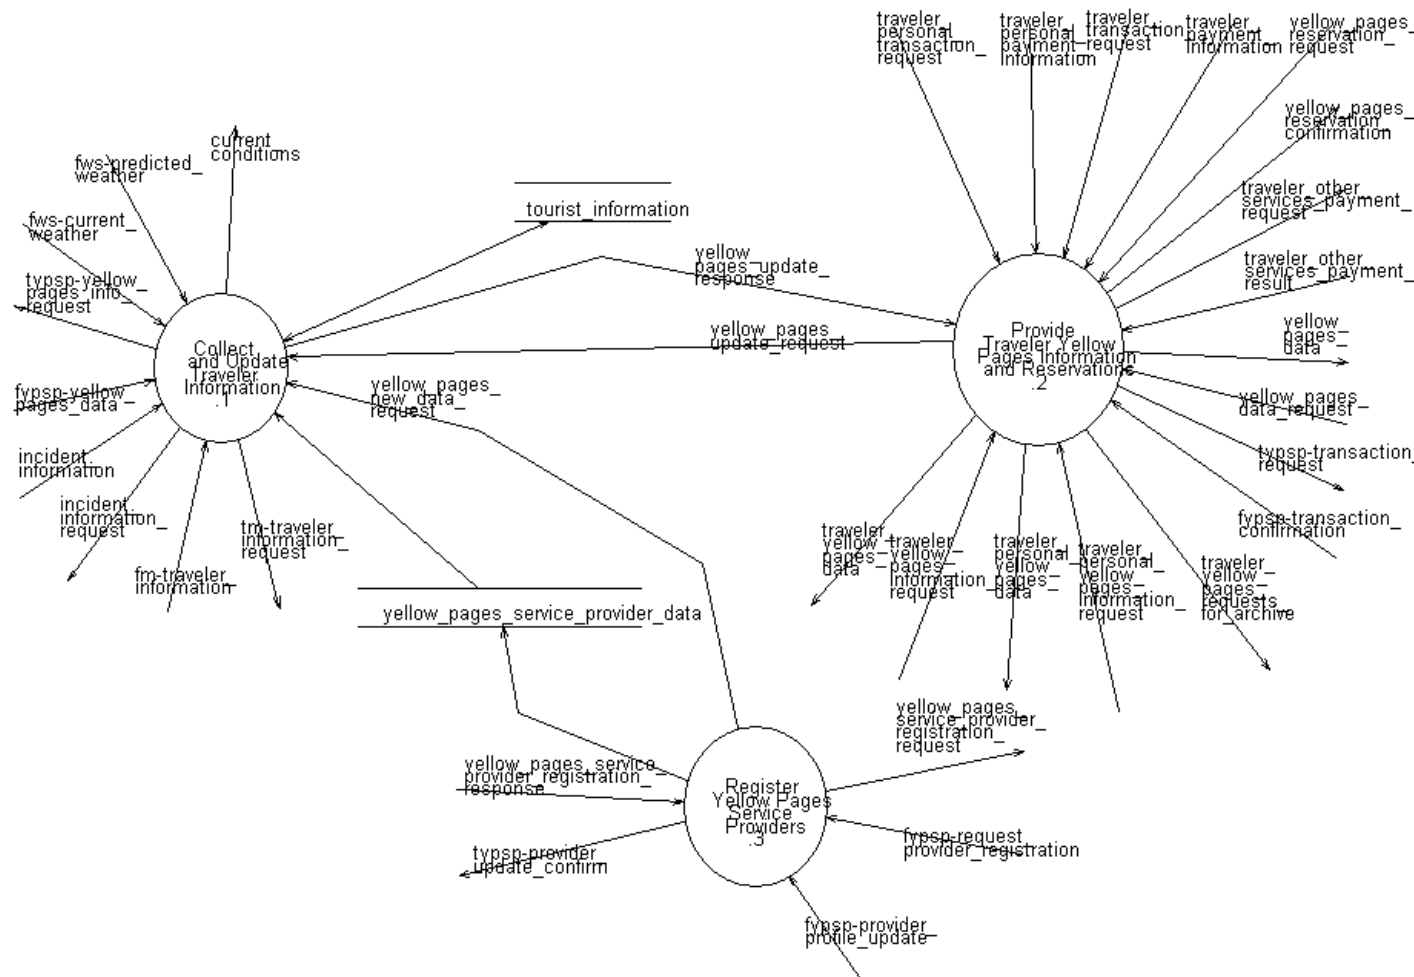 traveler_
personal_
transaction_
request
traveler_
personal_
payment_
information
traveler_
transaction_
request
traveler_
payment_
information
yellow_pages_
reservation_
request
yellow_pages_
reservation_
confirmation
current_
conditions
fws-predicted_
weather
fws-current_
weather
typsp-yellow_
pages_info_
request
fypsp-yellow_
pages_data_
incident_
information
incident_
information_
request
fm-traveler_
information_
tm-traveler_
information_
request
tourist_information
yellow_
pages_update_
response
yellow_pages_
update_request
yellow_pages_
new_data_
request
Collect
and Update
Traveler
Information
.1
Provide
Traveler Yellow
Pages Information
and Reservations
.2
traveler_other_
services_payment_
request
traveler_other_
services_payment_
result
yellow_
pages_
data
yellow_pages_
data_request
typsp-transaction_
request
fypsp-transaction_
confirmation
traveler_
yellow_
pages_
data
traveler_
yellow_
pages_
information_
request
traveler_
personal_
yellow_
pages_
data
traveler_
personal_
yellow_
pages_
information_
request
traveler_
yellow_
pages_
requests_
for_archive
yellow_pages_service_provider_data
yellow_pages_
service_provider_
registration_
request
yellow_pages_service_
provider_registration_
response
Register
Yellow Pages
Service
Providers
.3
fypsp-request_
provider_registration
typsp-provider_
update_confirm
fypsp-provider_
profile_update_